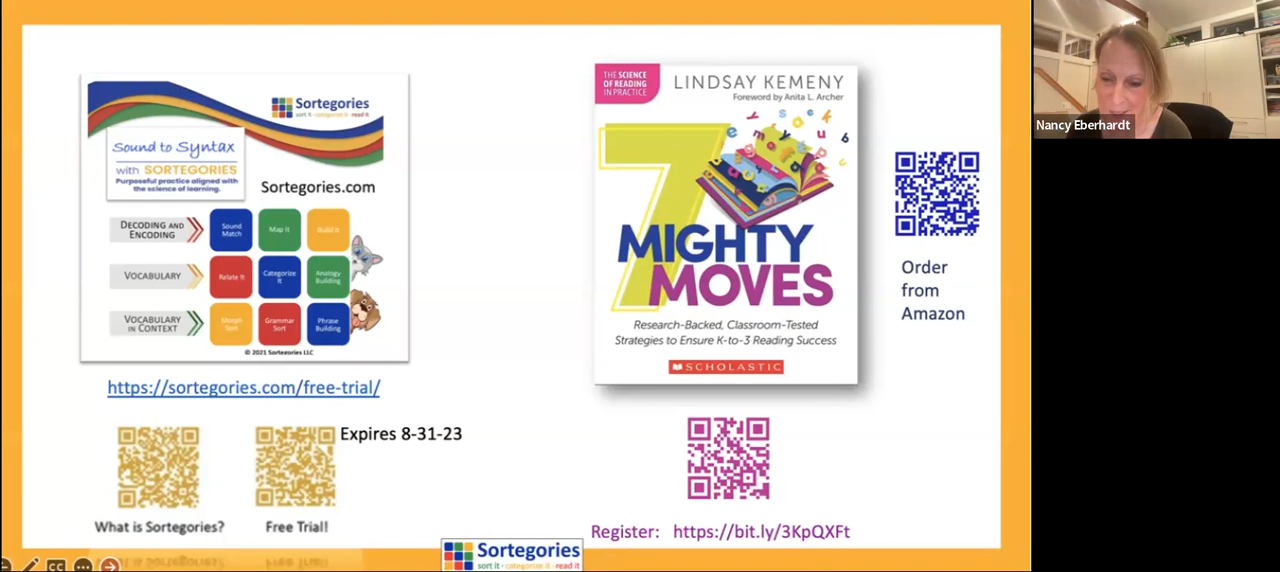 Sortegories
sort it · categorize it · read it
Sound to Syntax
with SORTEGORIES
Purposeful practice aligned with
the science of learning.
Sortegories.com
DECODING AND
ENCODING
Sound
Match
Map It
Build It
VOCABULARY
Relate It
Categorize
It
Analogy
Building
VOCABULARY
IN CONTEXT
Morph
Sort
Grammar
Sort
Phrase
Building
© 2021 Sortegories LLC
https://sortegories.com/free-trial/
Expires 8-31-23
What is Sortegories?
Free Trial!
THE SCIENCE
OF READING
IN PRACTICE
LINDSAY KEMENY
Foreword by Anita L. Archer
7
MIGHTY
MOVES
Research-Backed, Classroom-Tested
Strategies to Ensure K-to-3 Reading Success
SCHOLASTIC
Order
from
Amazon
Register: https://bit.ly/3KpQXFt
Sortegories
sort it · categorize it · read it
CC
Nancy Eberhardt